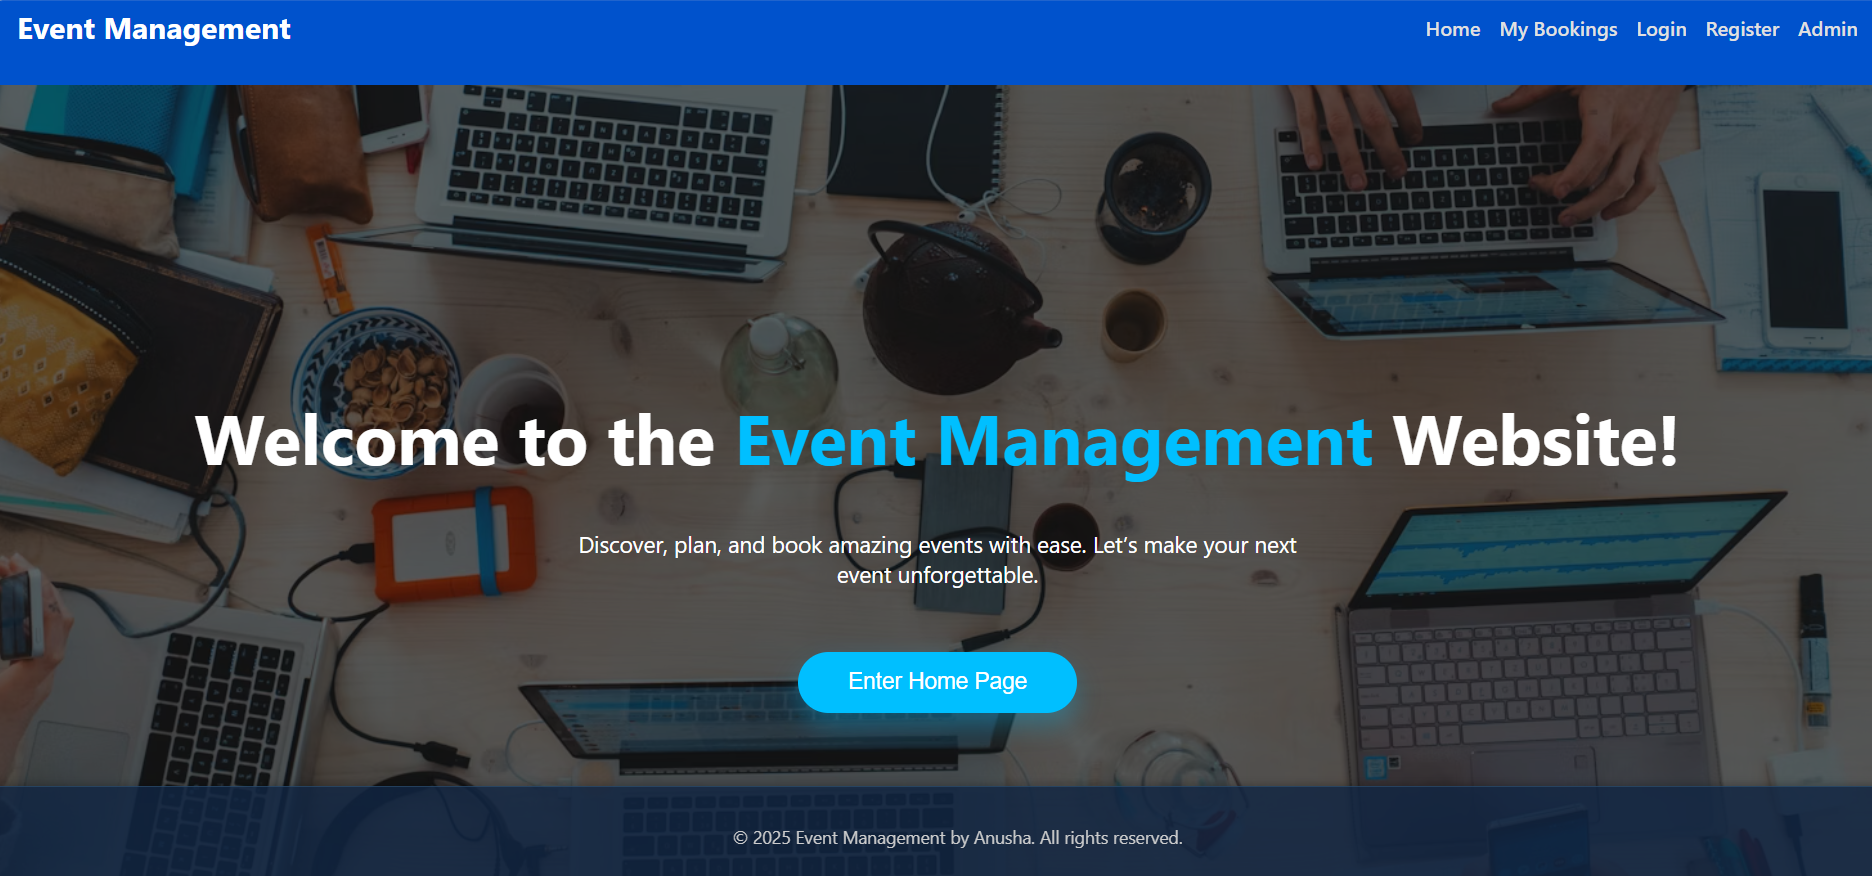 Event Management
Home My Bookings Login Register Admin
Welcome to the Event Management Website!
Discover, plan, and book amazing events with ease. Let’s make your next
event unforgettable.
Enter Home Page
© 2025 Event Management by Anusha. All rights reserved.